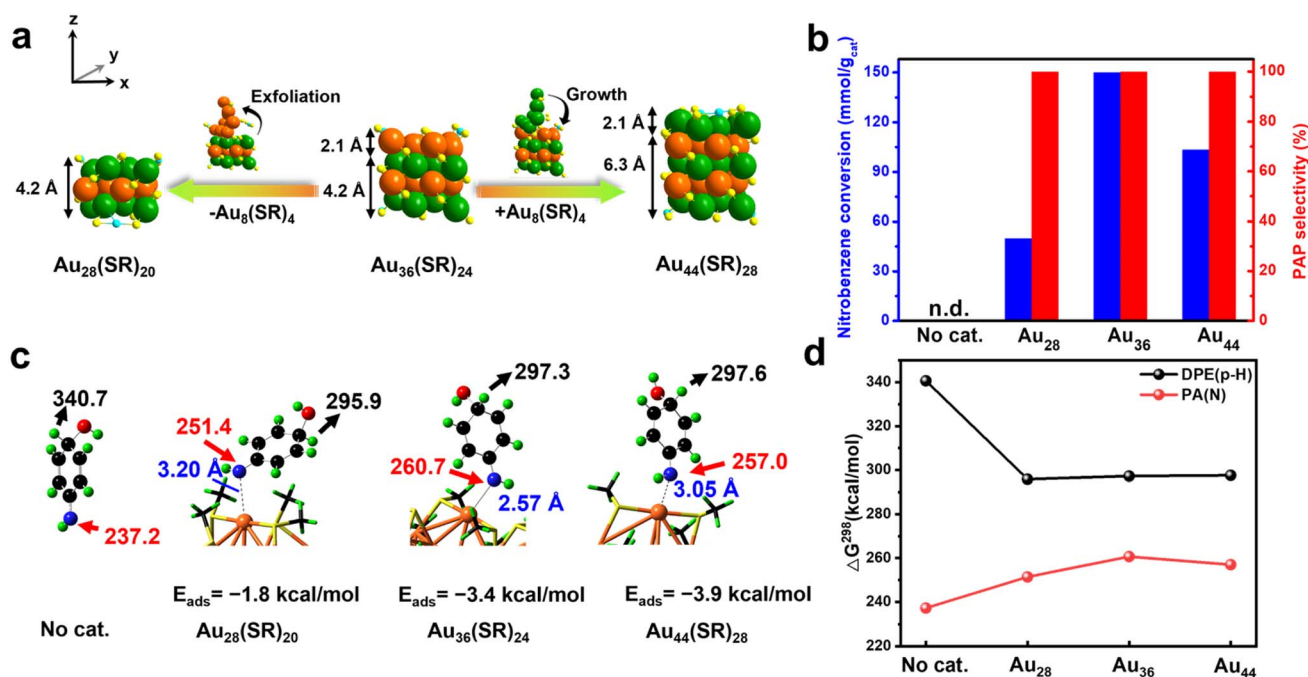 a
z
y
x
Exfoliation
Growth
2.1 Å
4.2 Å
4.2 Å
2.1 Å
6.3 Å
-Au₈(SR)₄
+Au₈(SR)₄
Au₂₈(SR)₂₀
Au₃₆(SR)₂₄
Au₄₄(SR)₂₈
b
Nitrobenzene conversion (mmol/g_cat)
150
120
90
60
30
0
n.d.
No cat.
Au₂₈
Au₃₆
Au₄₄
100
80
60
40
20
0
PAP selectivity (%)
c
340.7
237.2
No cat.
251.4
295.9
3.20 Å
E_ads= −1.8 kcal/mol
Au₂₈(SR)₂₀
297.3
260.7
2.57 Å
E_ads= −3.4 kcal/mol
Au₃₆(SR)₂₄
297.6
257.0
3.05 Å
E_ads= −3.9 kcal/mol
Au₄₄(SR)₂₈
d
△G²⁹⁸(kcal/mol)
340
320
300
280
260
240
220
DPE(p-H)
PA(N)
No cat.
Au₂₈
Au₃₆
Au₄₄